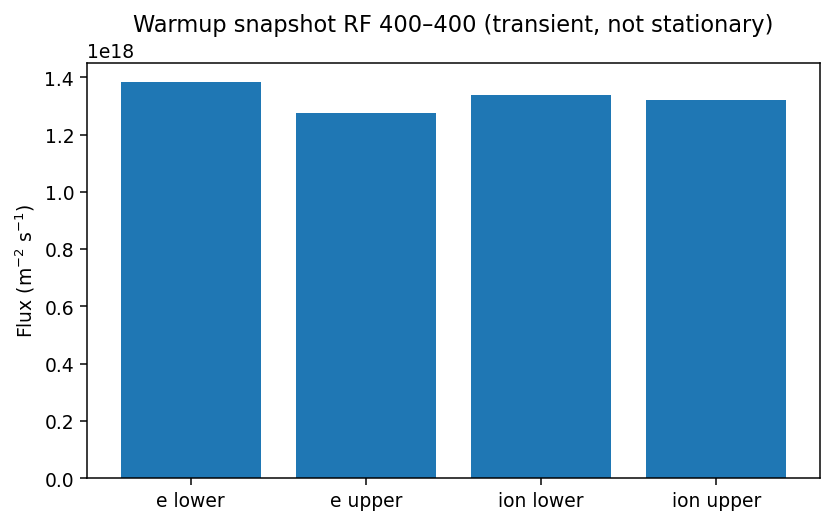 Warmup snapshot RF 400–400 (transient, not stationary)
1e18
1.4
1.2
1.0
0.8
0.6
0.4
0.2
0.0
Flux (m⁻² s⁻¹)
e lower e upper ion lower ion upper